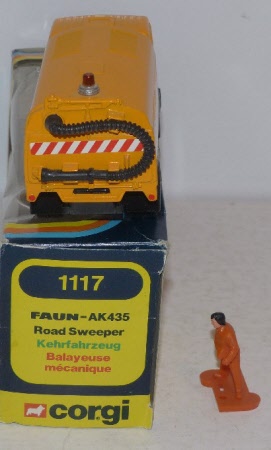 1117
FAUN-AK435
Road Sweeper
Kehrfahrzeug
Balayeuse
mécanique
corgi